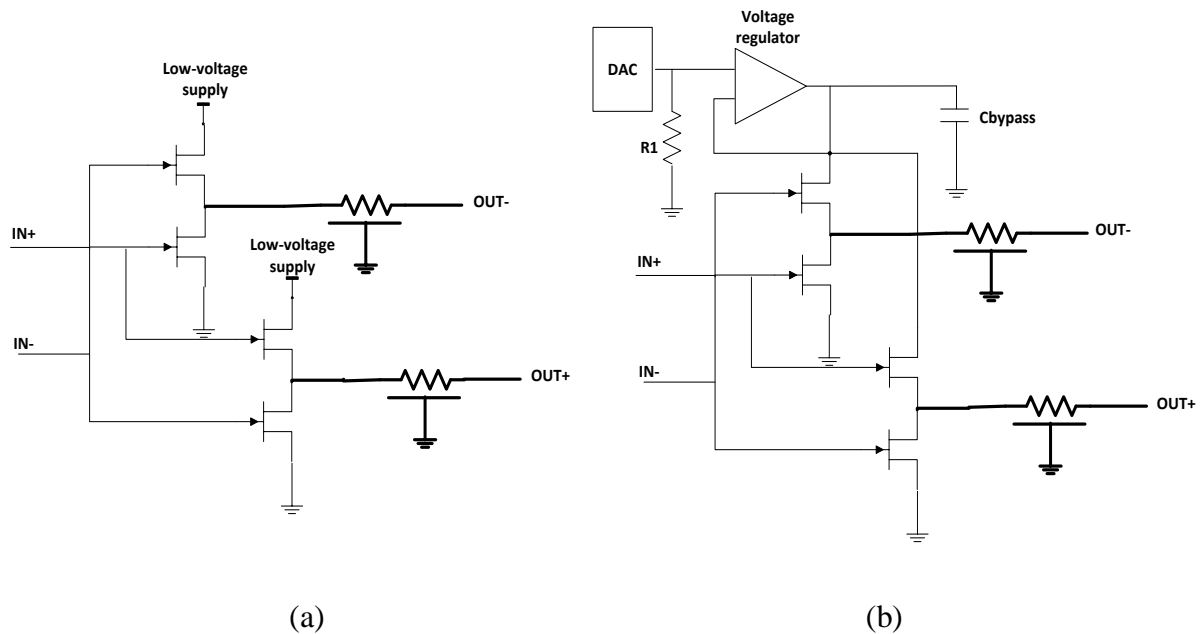 Low-voltage
supply
IN+
IN-
OUT-
Low-voltage
supply
OUT+
(a)
Voltage
regulator
DAC
R1
Cbypass
IN+
IN-
OUT-
OUT+
(b)